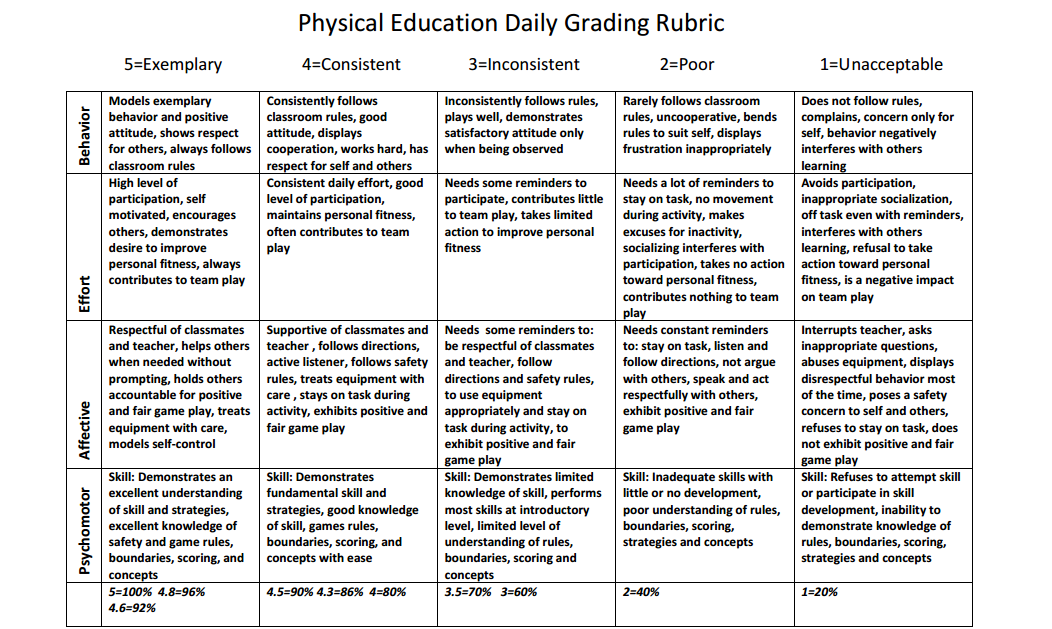 Physical Education Daily Grading Rubric
5=Exemplary 4=Consistent 3=Inconsistent 2=Poor 1=Unacceptable
Behavior
Models exemplary
behavior and positive
attitude, shows respect
for others, always follows
classroom rules
Consistently follows
classroom rules, good
attitude, displays
cooperation, works hard, has
respect for self and others
Inconsistently follows rules,
plays well, demonstrates
satisfactory attitude only
when being observed
Rarely follows classroom
rules, uncooperative, bends
rules to suit self, displays
frustration inappropriately
Does not follow rules,
complains, concern only for
self, behavior negatively
interferes with others
learning
Effort
High level of
participation, self
motivated, encourages
others, demonstrates
desire to improve
personal fitness, always
contributes to team play
Consistent daily effort, good
level of participation,
maintains personal fitness,
often contributes to team
play
Needs some reminders to
participate, contributes little
to team play, takes limited
action to improve personal
fitness
Needs a lot of reminders to
stay on task, no movement
during activity, makes
excuses for inactivity,
socializing interferes with
participation, takes no action
toward personal fitness,
contributes nothing to team
play
Avoids participation,
inappropriate socialization,
off task even with reminders,
interferes with others
learning, refusal to take
action toward personal
fitness, is a negative impact
on team play
Affective
Respectful of classmates
and teacher, helps others
when needed without
prompting, holds others
accountable for positive
and fair game play, treats
equipment with care,
models self-control
Supportive of classmates and
teacher , follows directions,
active listener, follows safety
rules, treats equipment with
care , stays on task during
activity, exhibits positive and
fair game play
Needs some reminders to:
be respectful of classmates
and teacher, follow
directions and safety rules,
to use equipment
appropriately and stay on
task during activity, to
exhibit positive and fair
game play
Needs constant reminders
to: stay on task, listen and
follow directions, not argue
with others, speak and act
respectfully with others,
exhibit positive and fair
game play
Interrupts teacher, asks
inappropriate questions,
abuses equipment, displays
disrespectful behavior most
of the time, poses a safety
concern to self and others,
refuses to stay on task, does
not exhibit positive and fair
game play
Psychomotor
Skill: Demonstrates an
excellent understanding
of skill and strategies,
excellent knowledge of
safety and game rules,
boundaries, scoring, and
concepts
Skill: Demonstrates
fundamental skill and
strategies, good knowledge
of skill, games rules,
boundaries, scoring, and
concepts with ease
Skill: Demonstrates limited
knowledge of skill, performs
most skills at introductory
level, limited level of
understanding of rules,
boundaries, scoring and
concepts
Skill: Inadequate skills with
little or no development,
poor understanding of rules,
boundaries, scoring,
strategies and concepts
Skill: Refuses to attempt skill
or participate in skill
development, inability to
demonstrate knowledge of
rules, boundaries, scoring,
strategies and concepts
5=100% 4.8=96%
4.6=92%
4.5=90% 4.3=86% 4=80%
3.5=70% 3=60%
2=40%
1=20%